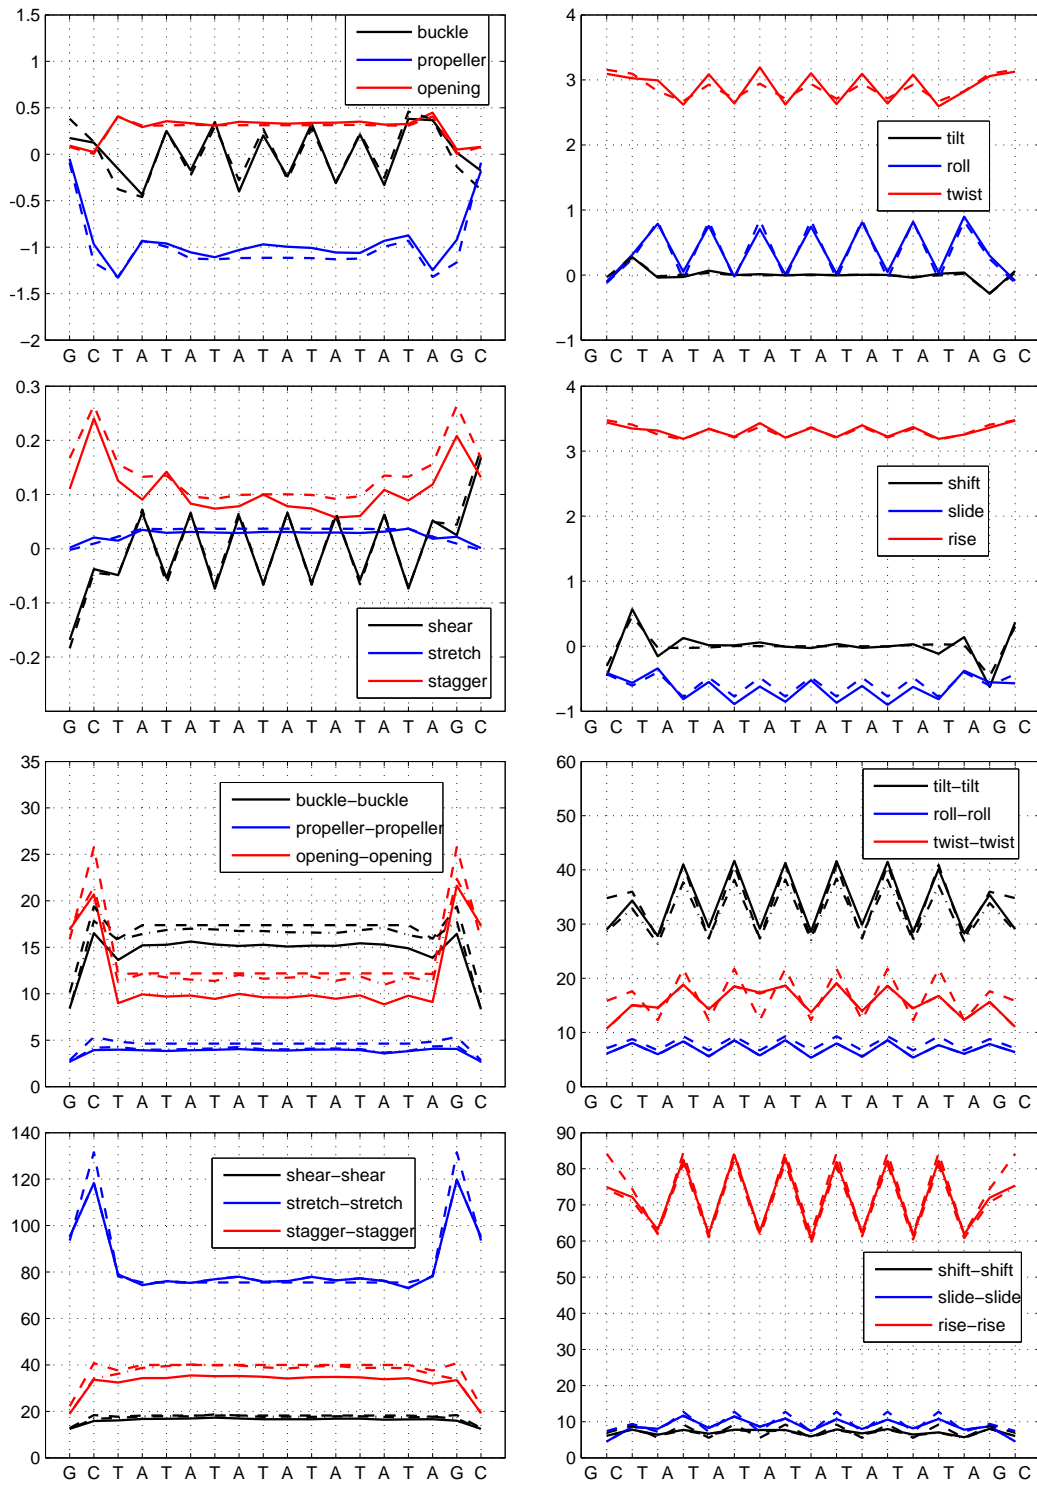 1.5
1
0.5
0
−0.5
−1
−1.5
−2
buckle
propeller
opening
G C T A T A T A T A T A T A T A G C
4
3
2
1
0
−1
tilt
roll
twist
G C T A T A T A T A T A T A T A G C
0.3
0.2
0.1
0
-0.1
-0.2
shear
stretch
stagger
G C T A T A T A T A T A T A T A G C
4
3
2
1
0
−1
shift
slide
rise
G C T A T A T A T A T A T A T A G C
35
30
25
20
15
10
5
0
buckle−buckle
propeller−propeller
opening−opening
G C T A T A T A T A T A T A T A G C
60
50
40
30
20
10
0
tilt−tilt
roll−roll
twist−twist
G C T A T A T A T A T A T A T A G C
140
120
100
80
60
40
20
0
shear−shear
stretch−stretch
stagger−stagger
G C T A T A T A T A T A T A T A G C
90
80
70
60
50
40
30
20
10
0
shift−shift
slide−slide
rise−rise
G C T A T A T A T A T A T A T A G C